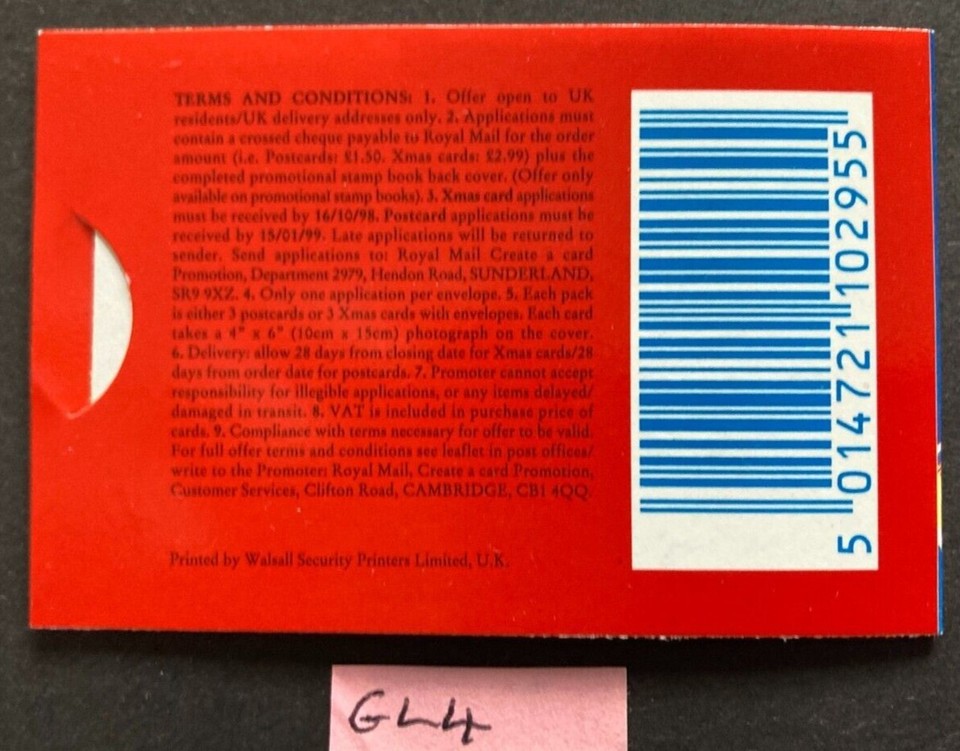 TERMS AND CONDITIONS: 1. Offer open to UK
residents/UK delivery addresses only. 2. Applications must
contain a crossed cheque payable to Royal Mail for the order
amount (i.e. Postcards: £1.50. Xmas cards: £2.99) plus the
completed promotional stamp book back cover. (Offer only
available on promotional stamp books). 3. Xmas card applications
must be received by 16/10/98. Postcard applications must be
received by 15/01/99. Late applications will be returned to
sender. Send applications to: Royal Mail Create a card
Promotion, Department 2979, Hendon Road, SUNDERLAND,
SR9 9XZ. 4. Only one application per envelope. 5. Each pack
is either 3 postcards or 3 Xmas cards with envelopes. Each card
takes a 4" x 6" (10cm x 15cm) photograph on the cover.
6. Delivery: allow 28 days from closing date for Xmas cards/28
days from order date for postcards. 7. Promoter cannot accept
responsibility for illegible applications, or any items delayed/
damaged in transit. 8. VAT is included in purchase price of
cards. 9. Compliance with terms necessary for offer to be valid.
For full offer terms and conditions see leaflet in post offices/
write to the Promoter: Royal Mail, Create a card Promotion,
Customer Services, Clifton Road, CAMBRIDGE, CB1 4QQ.
Printed by Walsall Security Printers Limited, U.K.
5 014721 102955
GL4